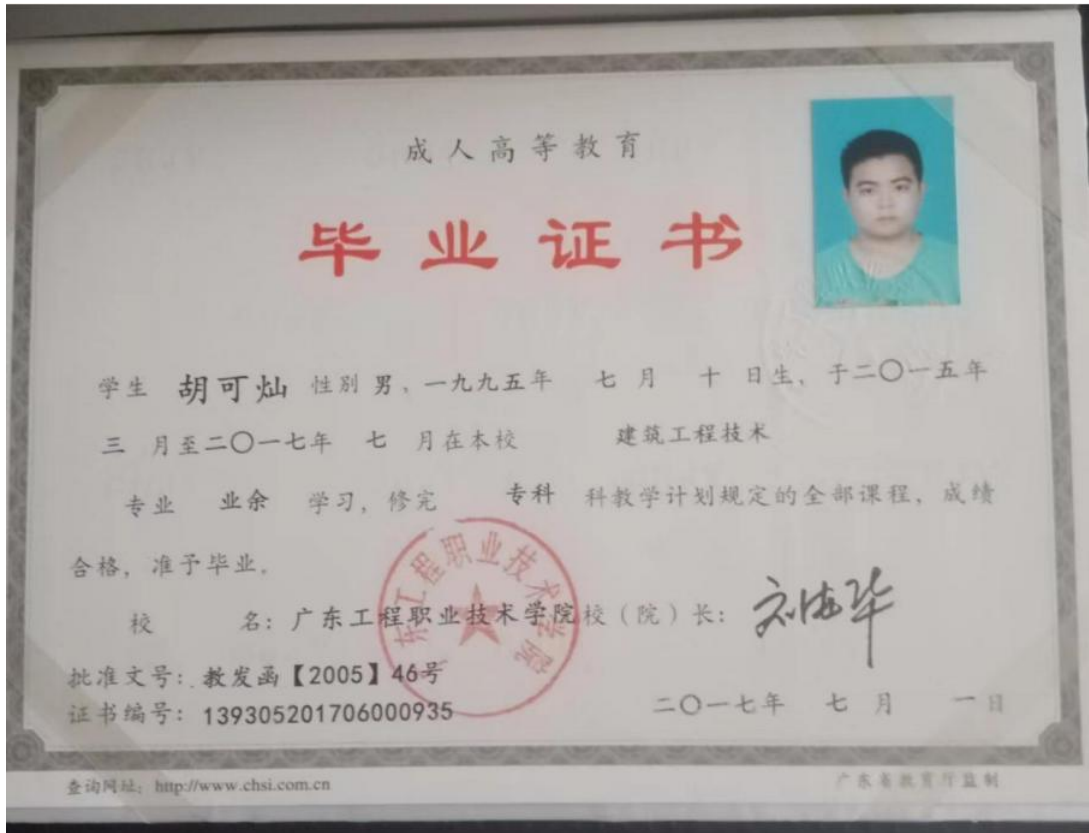 成人高等教育
毕业证书
学生 胡可灿 性别 男，一九九五年 七 月 十 日生，于二〇一五年
三 月至二〇一七年 七 月在本校 建筑工程技术
专业 业余 学习，修完 专科 科教学计划规定的全部课程，成绩
合格，准予毕业。
校 名：广东工程职业技术学院 校（院）长：
批准文号：教发函【2005】46号
证书编号：139305201706000935
二〇一七年 七 月 一日
查询网址：http://www.chsi.com.cn
广东省教育厅监制